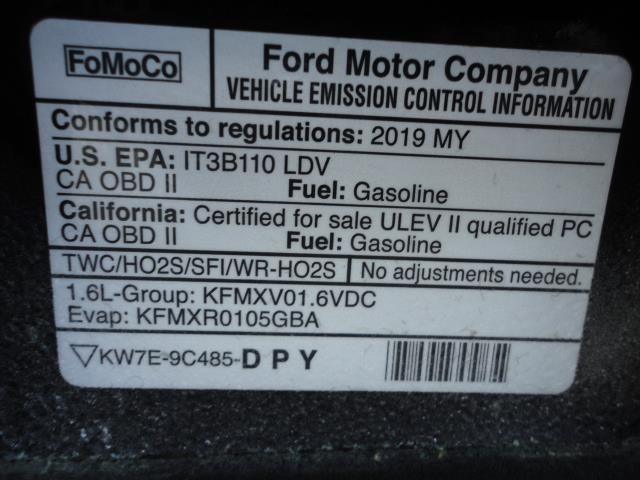 FoMoCo
Ford Motor Company
VEHICLE EMISSION CONTROL INFORMATION
Conforms to regulations: 2019 MY
U.S. EPA: IT3B110 LDV
CA OBD II Fuel: Gasoline
California: Certified for sale ULEV II qualified PC
CA OBD II Fuel: Gasoline
TWC/HO2S/SFI/WR-HO2S No adjustments needed.
1.6L-Group: KFMXV01.6VDC
Evap: KFMXR0105GBA
KW7E-9C485-D P Y